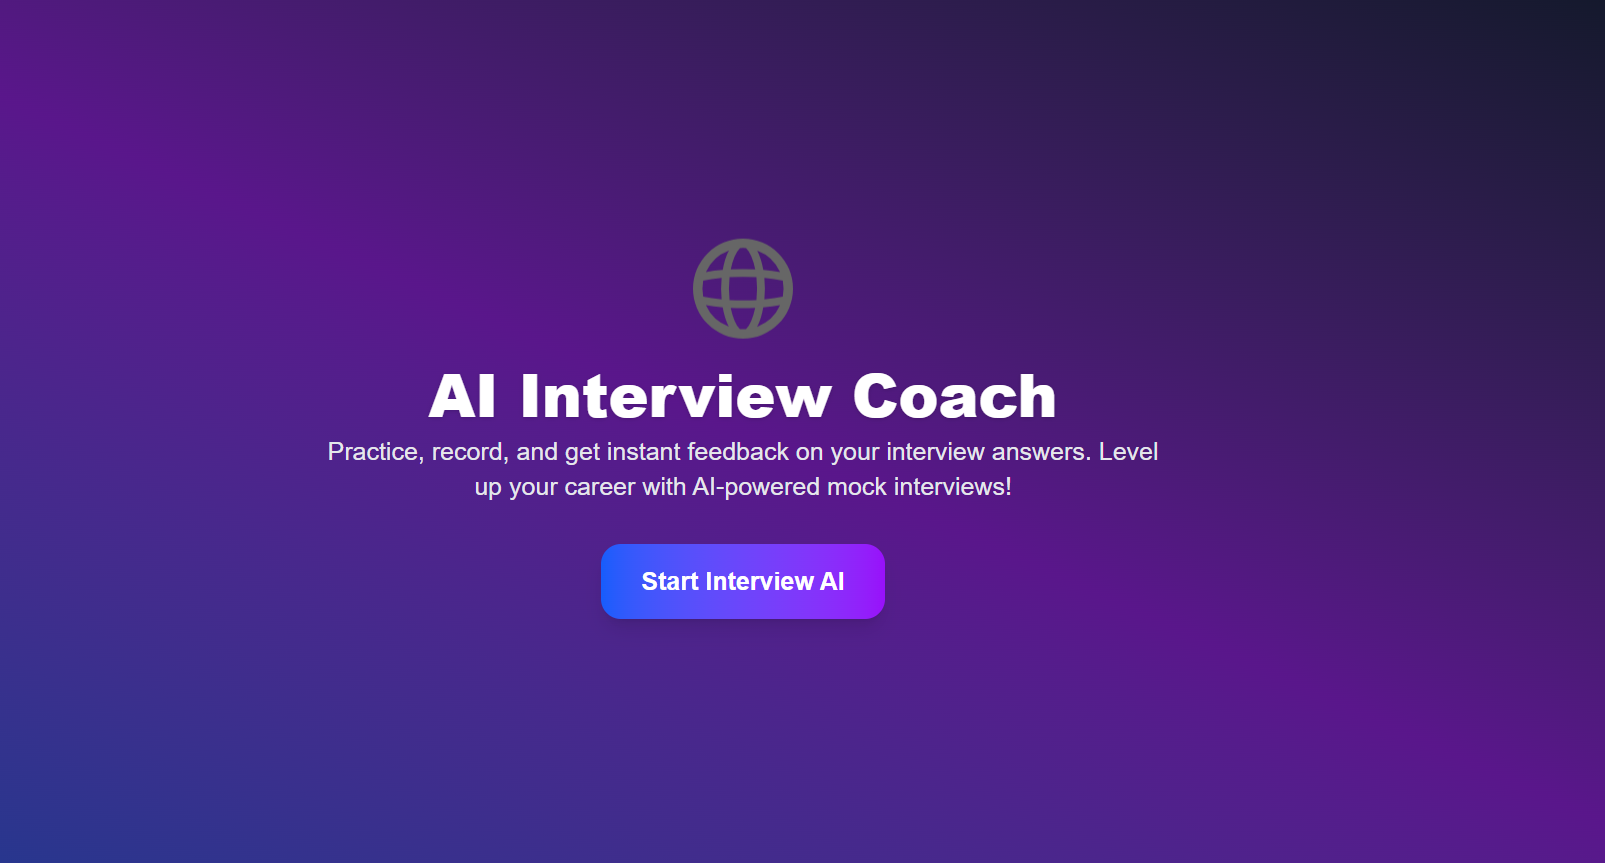 AI Interview Coach
Practice, record, and get instant feedback on your interview answers. Level
up your career with AI-powered mock interviews!
Start Interview AI